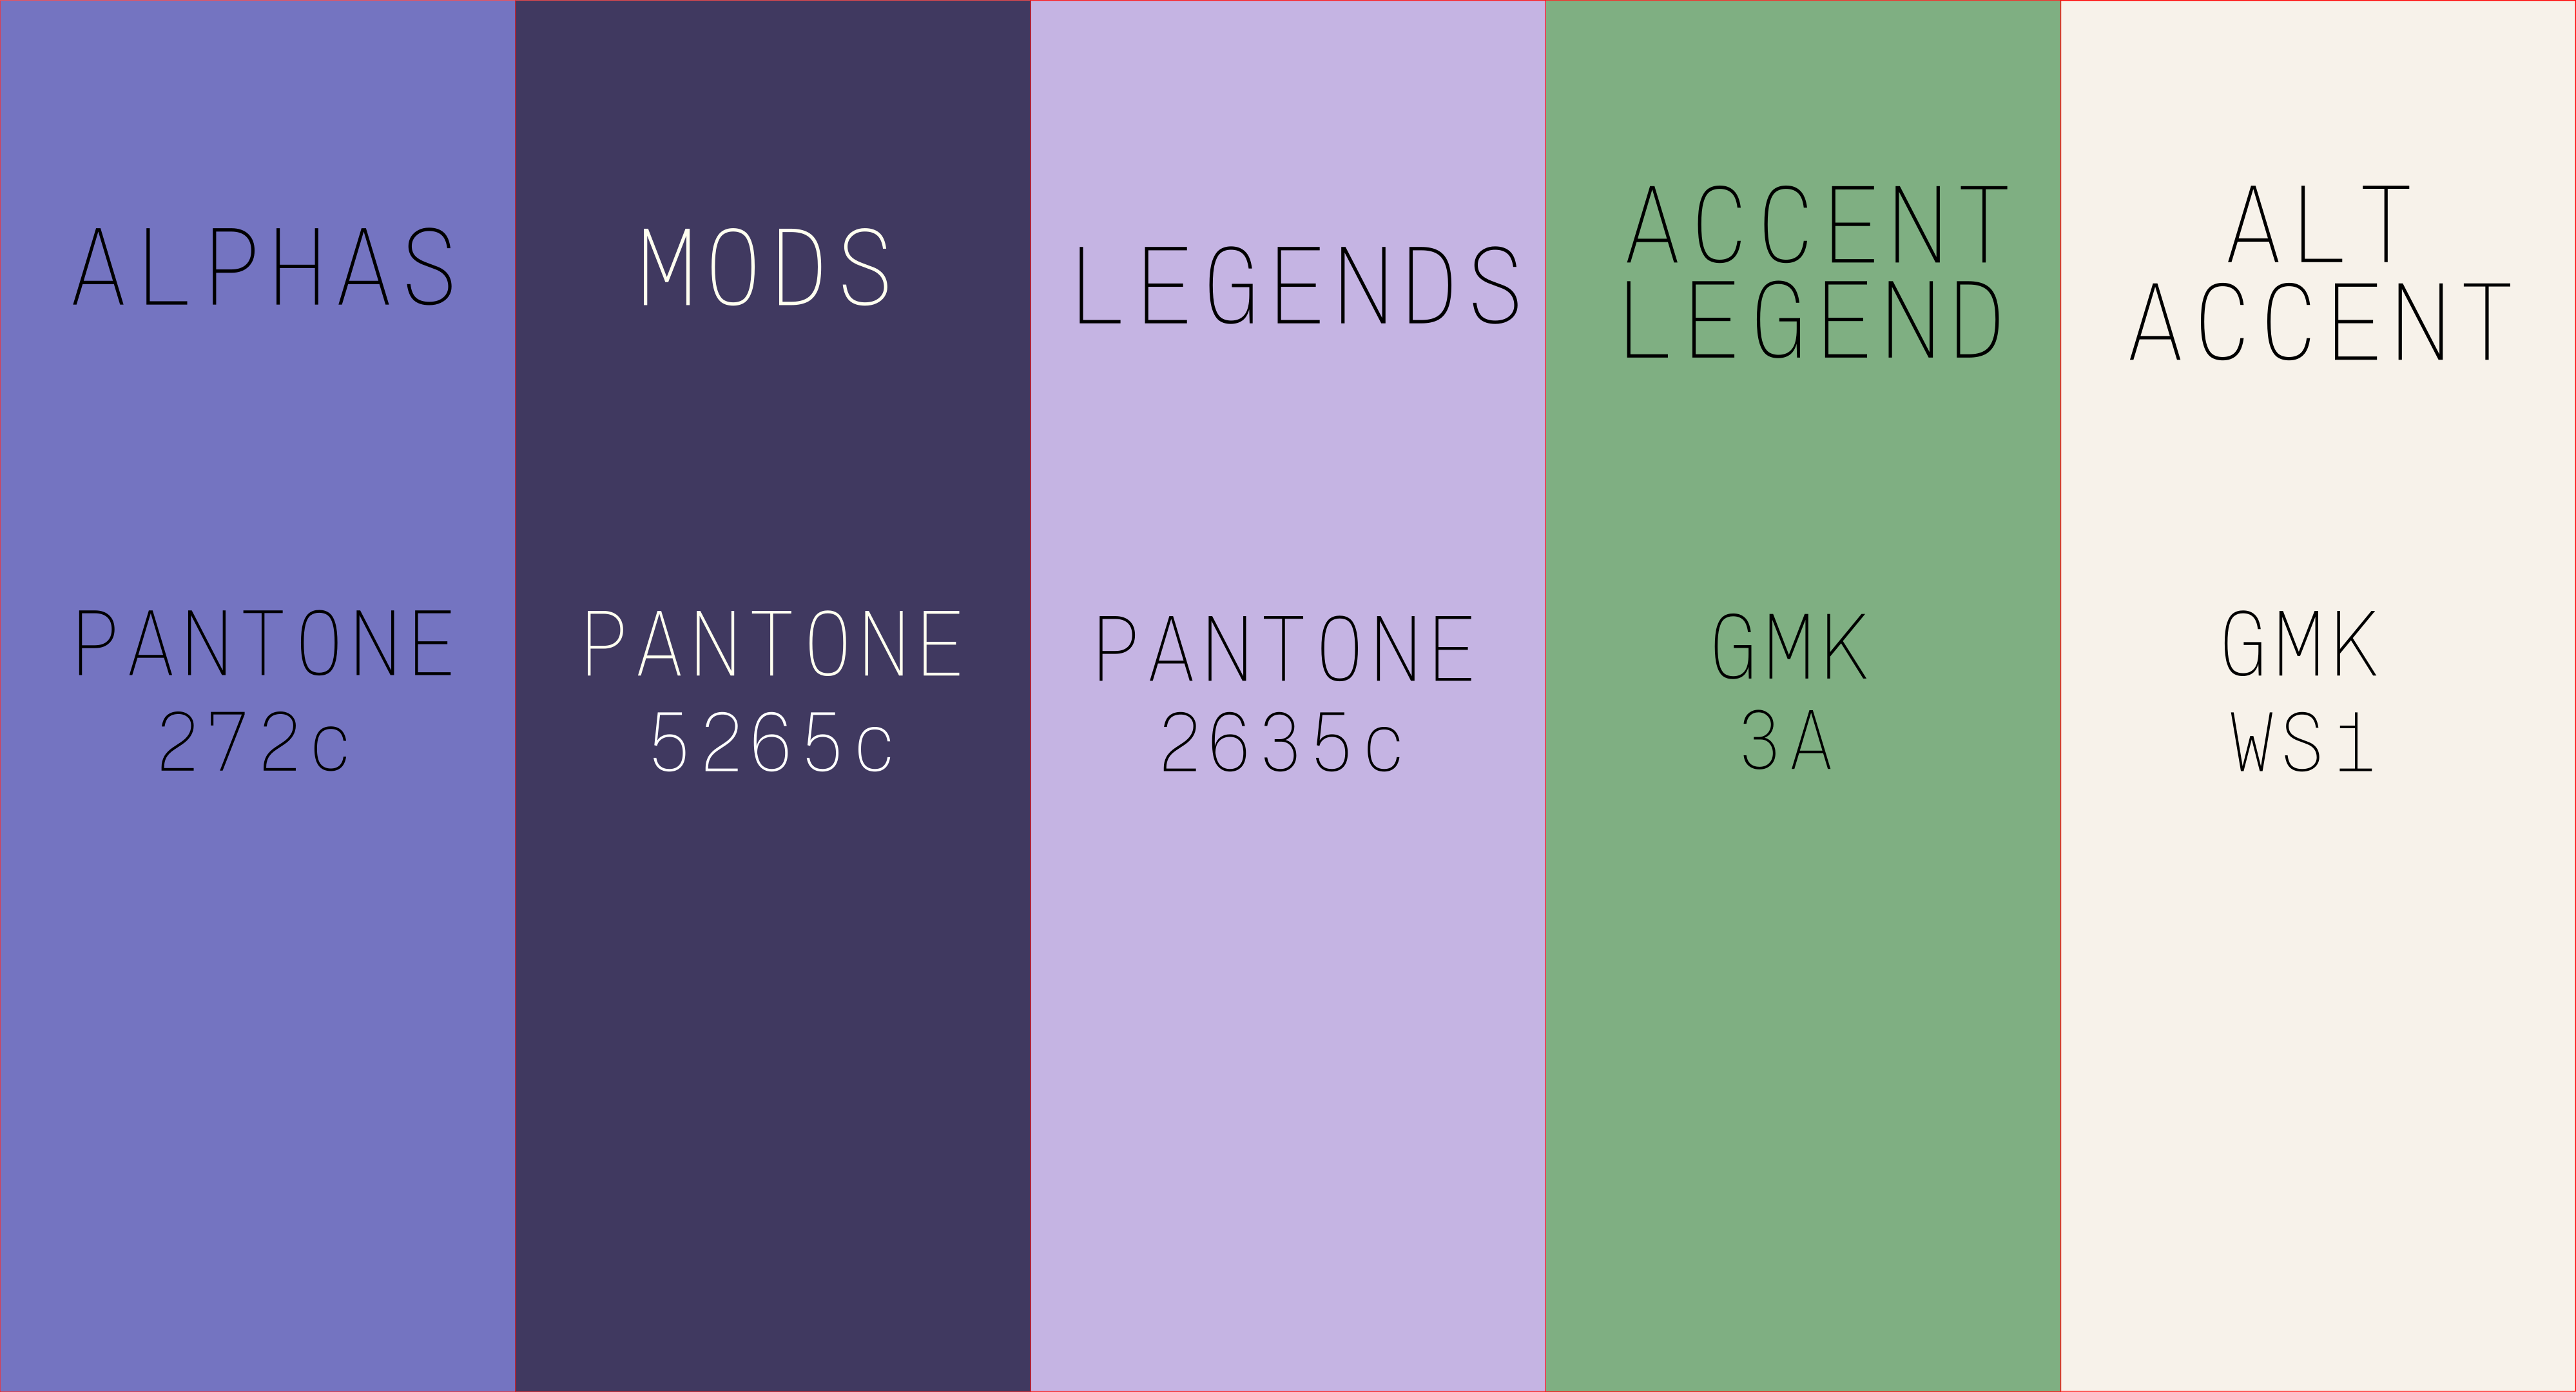 ALPHAS
PANTONE
272c
MODS
PANTONE
5265c
LEGENDS
PANTONE
2635c
ACCENT
LEGEND
GMK
3A
ALT
ACCENT
GMK
WS1